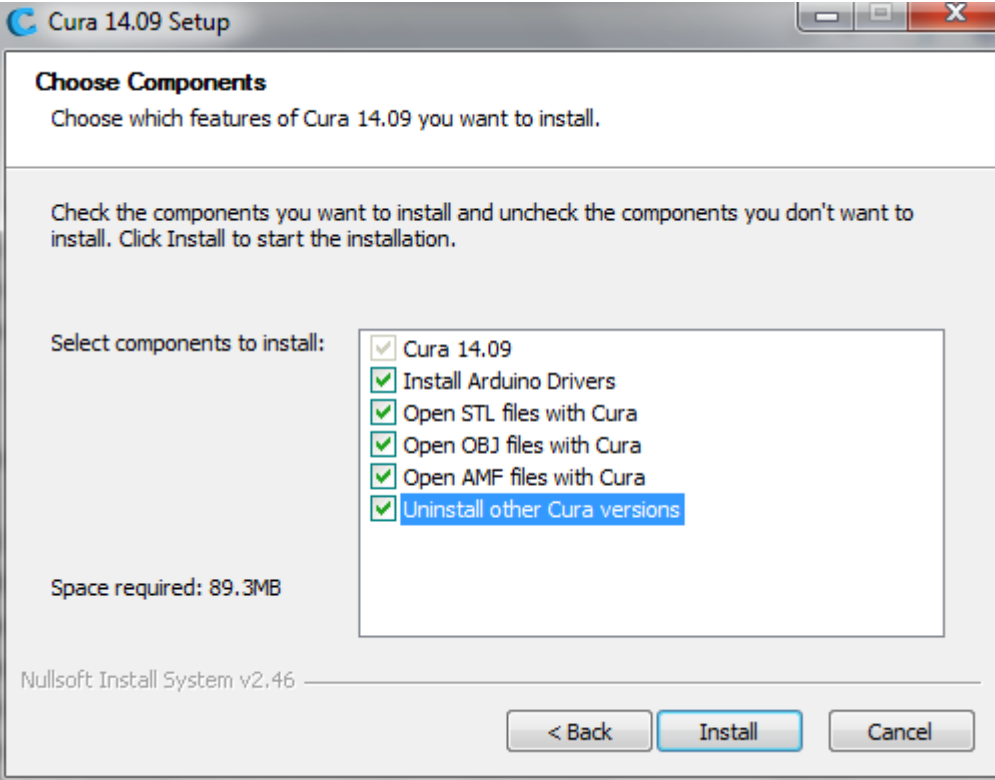 Cura 14.09 Setup
Choose Components
Choose which features of Cura 14.09 you want to install.
Check the components you want to install and uncheck the components you don't want to
install. Click Install to start the installation.
Select components to install:
Cura 14.09
Install Arduino Drivers
Open STL files with Cura
Open OBJ files with Cura
Open AMF files with Cura
Uninstall other Cura versions
Space required: 89.3MB
Nullsoft Install System v2.46
< Back
Install
Cancel